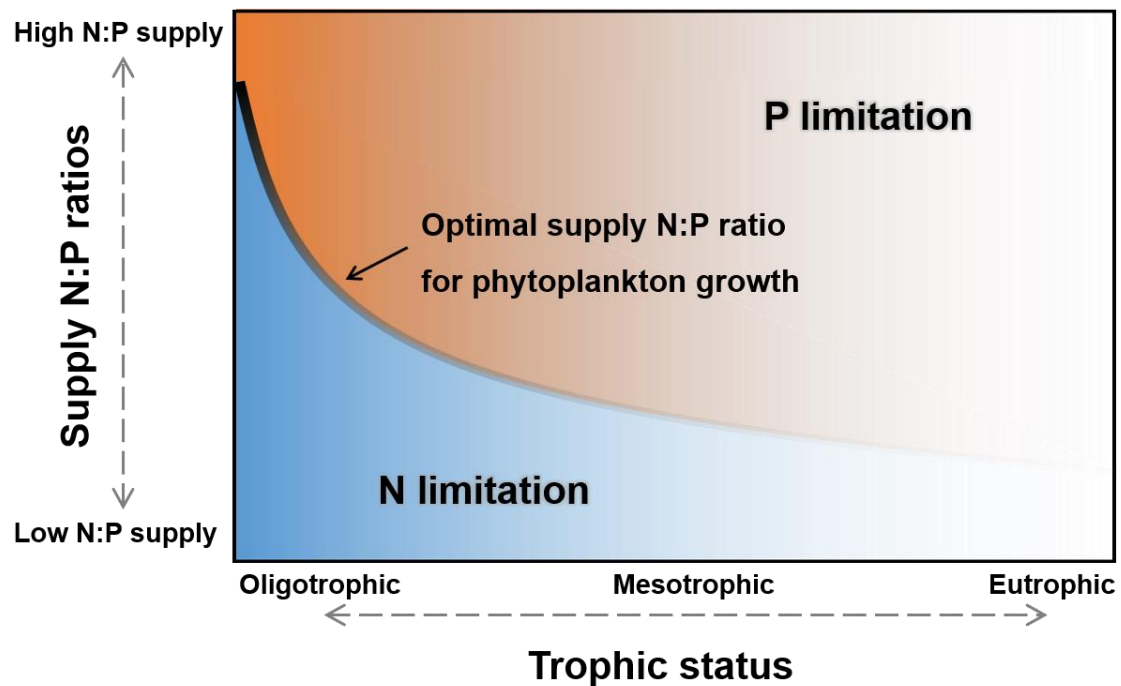 High N:P supply
Supply N:P ratios
Low N:P supply
P limitation
Optimal supply N:P ratio
for phytoplankton growth
N limitation
Oligotrophic
Mesotrophic
Eutrophic
Trophic status